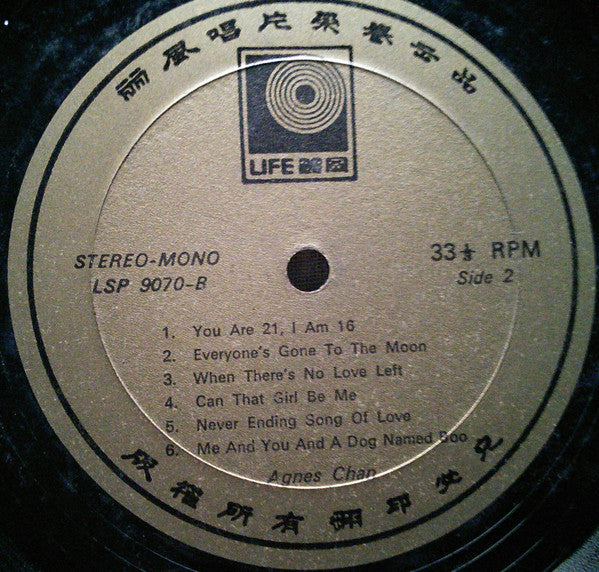 丽風唱片榮誉出品
LIFE 麗風
STEREO-MONO
LSP 9070-B
33⅓ RPM
Side 2
1. You Are 21, I Am 16
2. Everyone's Gone To The Moon
3. When There's No Love Left
4. Can That Girl Be Me
5. Never Ending Song Of Love
6. Me And You And A Dog Named Boo
Agnes Chan
版權所有翻印必究